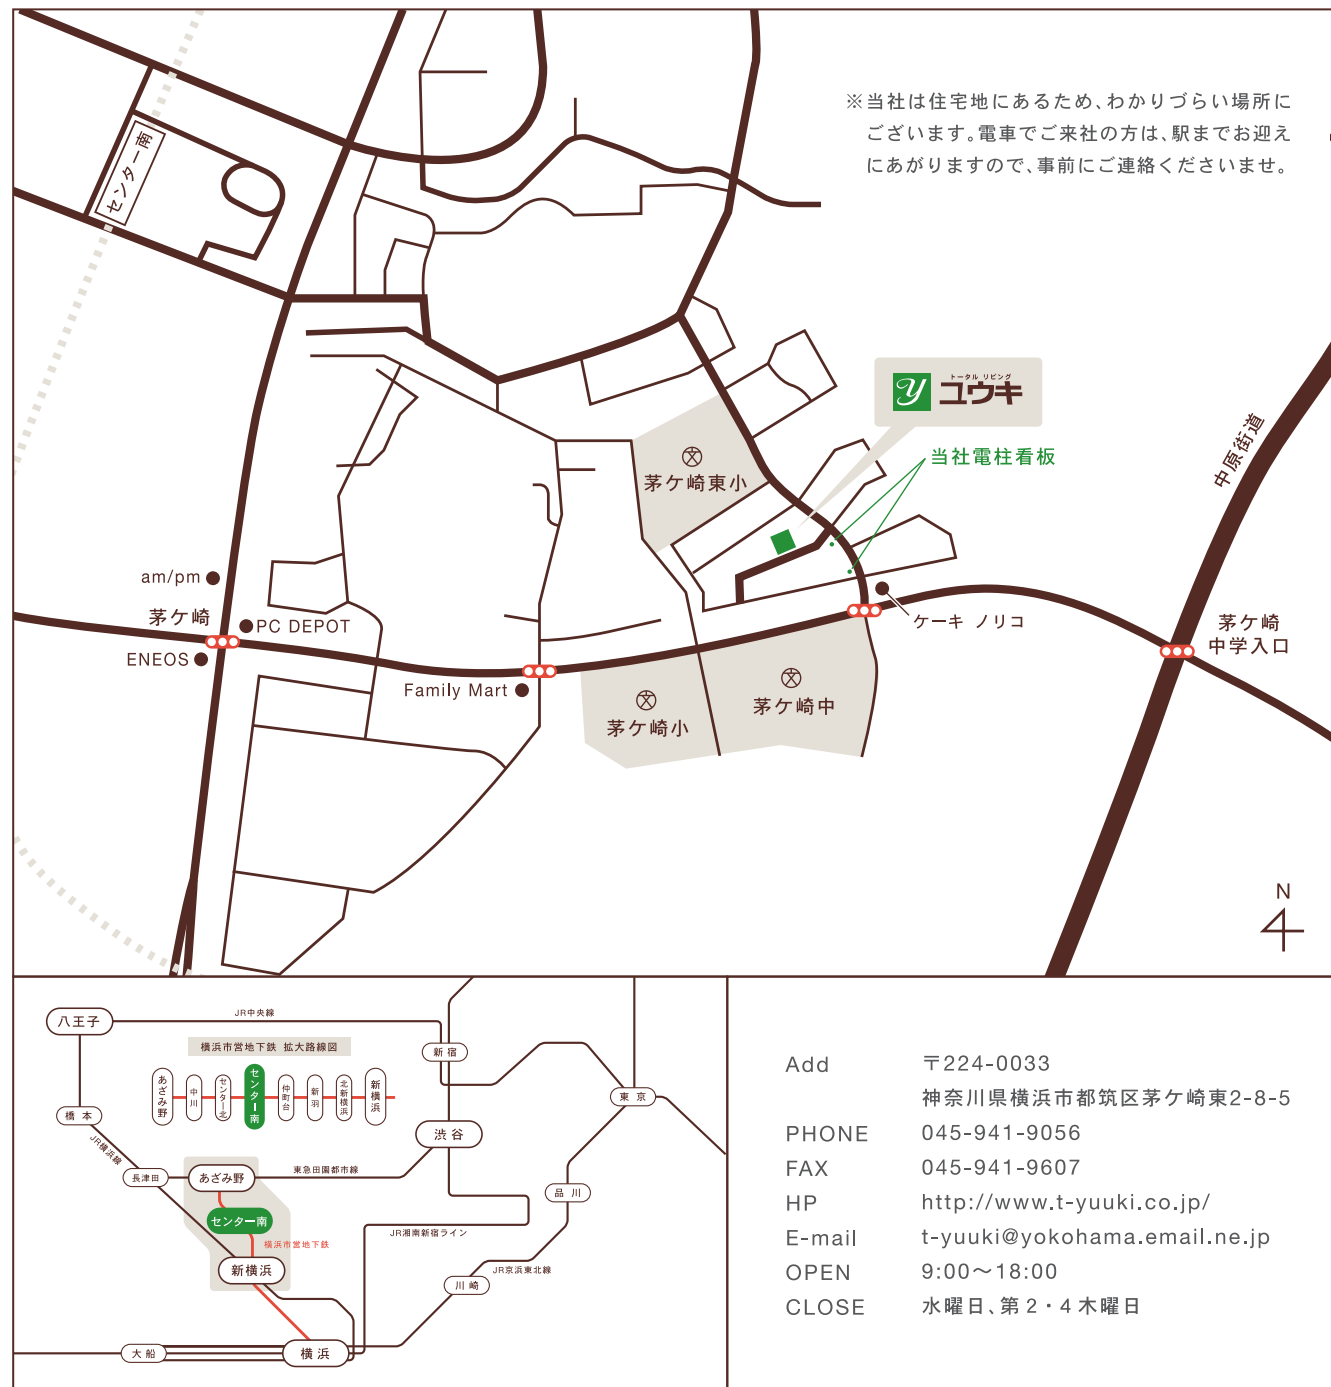 ※当社は住宅地にあるため、わかりづらい場所に
ございます。電車でご来社の方は、駅までお迎え
にあがりますので、事前にご連絡くださいませ。
センター南
トータル リビング
y ユウキ
当社電柱看板
中原街道
茅ケ崎東小
am/pm
茅ケ崎
PC DEPOT
ENEOS
Family Mart
茅ケ崎小
茅ケ崎中
ケーキ ノリコ
茅ケ崎
中学入口
N
八王子
JR中央線
横浜市営地下鉄 拡大路線図
あざみ野
中川
センター北
センター南
仲町台
新羽
北新横浜
新横浜
新宿
東京
橋本
JR横浜線
渋谷
長津田
あざみ野
東急田園都市線
品川
センター南
横浜市営地下鉄
JR湘南新宿ライン
新横浜
JR京浜東北線
川崎
大船
横浜
Add 〒224-0033
神奈川県横浜市都筑区茅ケ崎東2-8-5
PHONE 045-941-9056
FAX 045-941-9607
HP http://www.t-yuuki.co.jp/
E-mail t-yuuki@yokohama.email.ne.jp
OPEN 9:00〜18:00
CLOSE 水曜日、第2・4木曜日